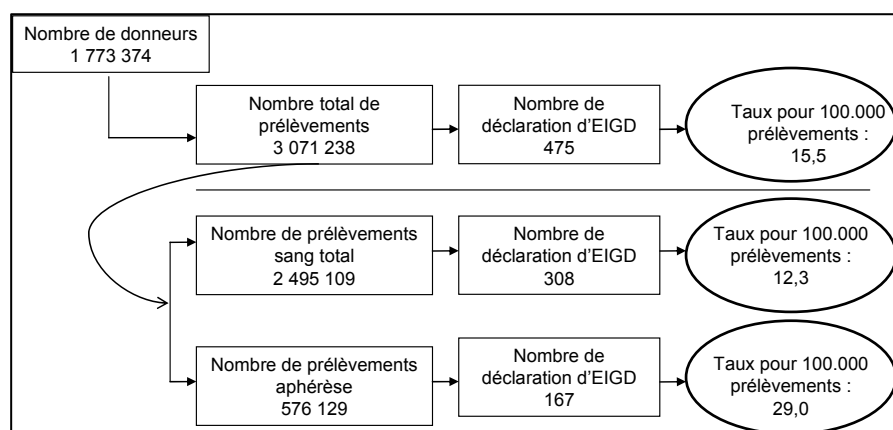 Nombre de donneurs
1 773 374
Nombre total de
prélèvements
3 071 238
Nombre de
déclaration d'EIGD
475
Taux pour 100.000
prélèvements :
15,5
Nombre de prélèvements
sang total
2 495 109
Nombre de
déclaration d'EIGD
308
Taux pour 100.000
prélèvements :
12,3
Nombre de prélèvements
aphérèse
576 129
Nombre de
déclaration d'EIGD
167
Taux pour 100.000
prélèvements :
29,0